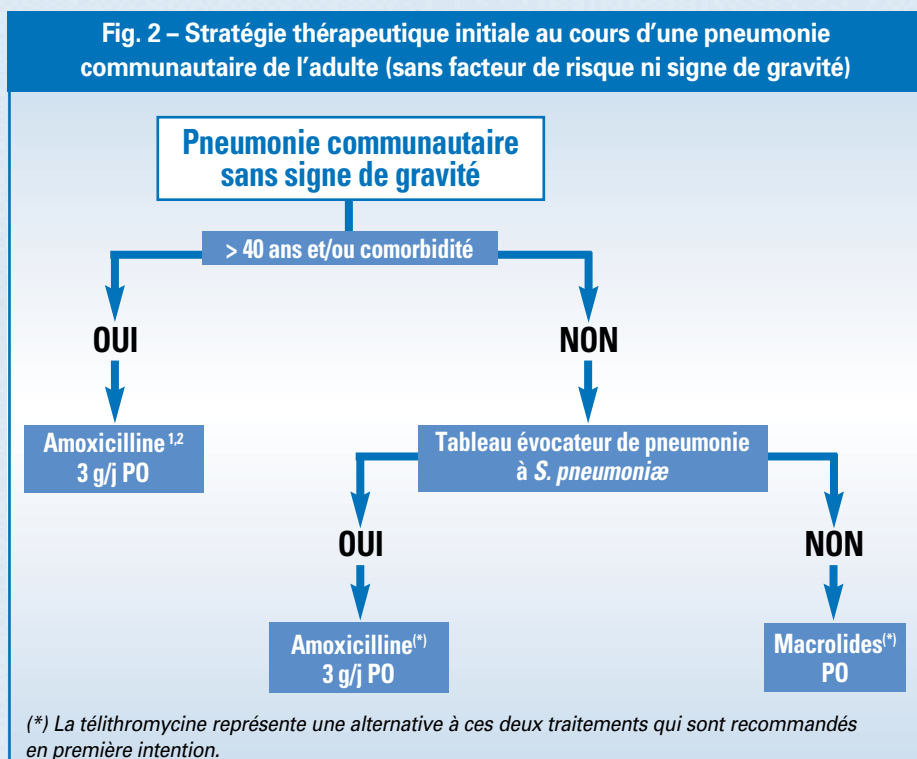 Fig. 2 – Stratégie thérapeutique initiale au cours d’une pneumonie
communautaire de l’adulte (sans facteur de risque ni signe de gravité)
Pneumonie communautaire
sans signe de gravité
> 40 ans et/ou comorbidité
OUI
NON
Amoxicilline 1,2
3 g/j PO
Tableau évocateur de pneumonie
à S. pneumoniæ
OUI
NON
Amoxicilline(*)
3 g/j PO
Macrolides(*)
PO
(*) La télithromycine représente une alternative à ces deux traitements qui sont recommandés
en première intention.